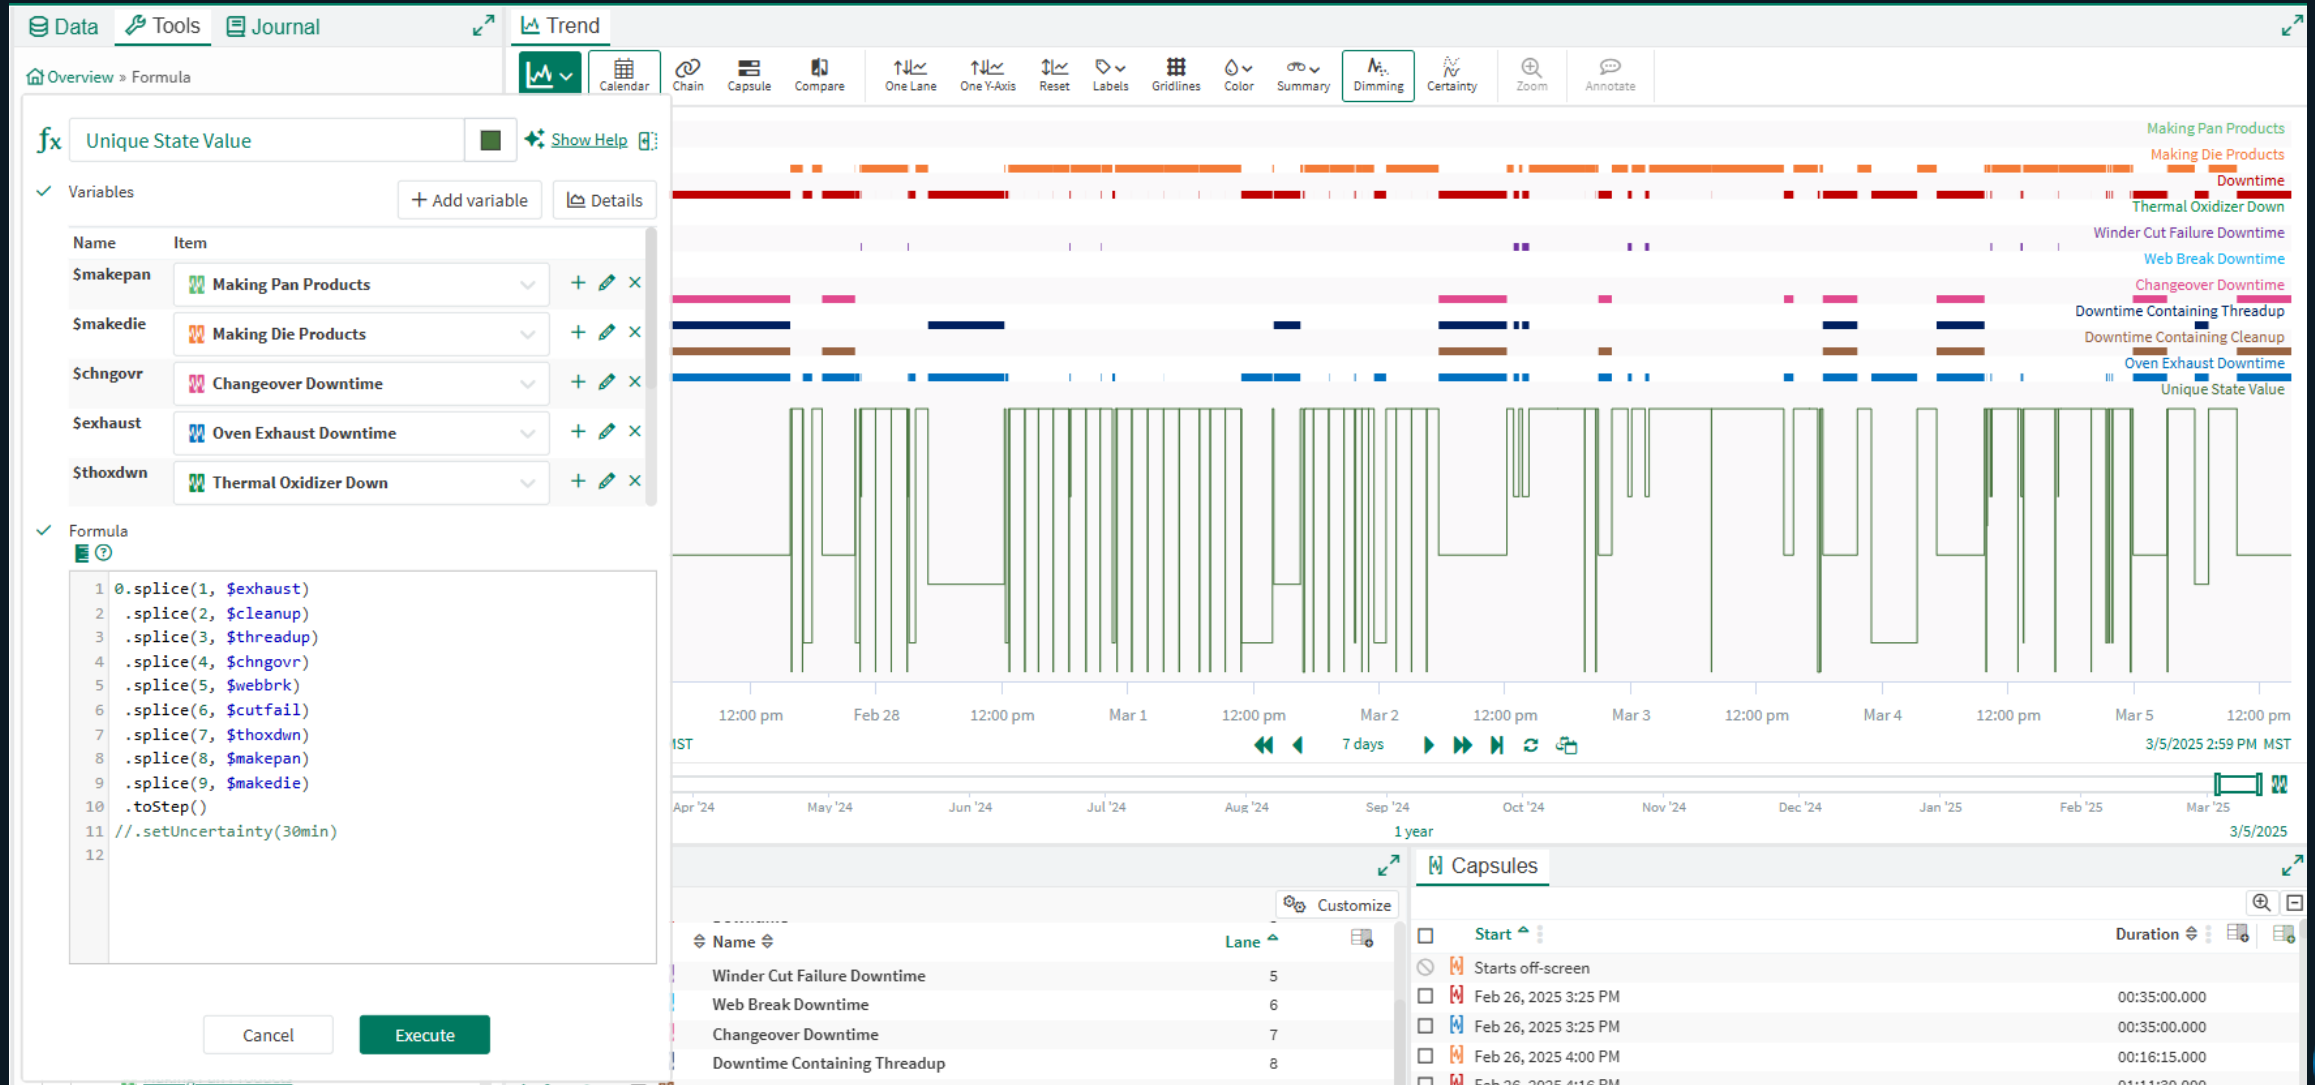 Data Tools Journal
Trend
Overview » Formula
Calendar Chain Capsule Compare One Lane One Y-Axis Reset Labels Gridlines Color Summary Dimming Certainty Zoom Annotate
fx Unique State Value Show Help
Variables
+ Add variable Details
Name Item
$makepan Making Pan Products
$makedie Making Die Products
$chngovr Changeover Downtime
$exhaust Oven Exhaust Downtime
$thoxdwn Thermal Oxidizer Down
Formula
1 0.splice(1, $exhaust)
2 .splice(2, $cleanup)
3 .splice(3, $threadup)
4 .splice(4, $chngovr)
5 .splice(5, $webbrk)
6 .splice(6, $cutfail)
7 .splice(7, $thoxdwn)
8 .splice(8, $makepan)
9 .splice(9, $makedie)
10 .toStep()
11 //.setUncertainty(30min)
12
Cancel Execute
Making Pan Products
Making Die Products
Downtime
Thermal Oxidizer Down
Winder Cut Failure Downtime
Web Break Downtime
Changeover Downtime
Downtime Containing Threadup
Downtime Containing Cleanup
Oven Exhaust Downtime
Unique State Value
12:00 pm Feb 28 12:00 pm Mar 1 12:00 pm Mar 2 12:00 pm Mar 3 12:00 pm Mar 4 12:00 pm Mar 5 12:00 pm
7 days 3/5/2025 2:59 PM MST
Apr '24 May '24 Jun '24 Jul '24 Aug '24 Sep '24 Oct '24 Nov '24 Dec '24 Jan '25 Feb '25 Mar '25
1 year 3/5/2025
Customize
Name Lane
Winder Cut Failure Downtime 5
Web Break Downtime 6
Changeover Downtime 7
Downtime Containing Threadup 8
Capsules
Start Duration
Starts off-screen
Feb 26, 2025 3:25 PM 00:35:00.000
Feb 26, 2025 3:25 PM 00:35:00.000
Feb 26, 2025 4:00 PM 00:16:15.000